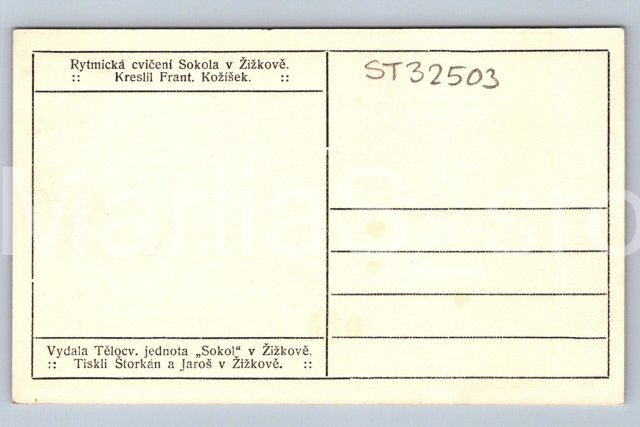 Rytmická cvičení Sokola v Žižkově.
:: Kreslil Frant. Kožíšek. ::
ST32503
Vydala Tělocv. jednota „Sokol“ v Žižkově.
:: Tiskli Štorkán a Jaroš v Žižkově. ::